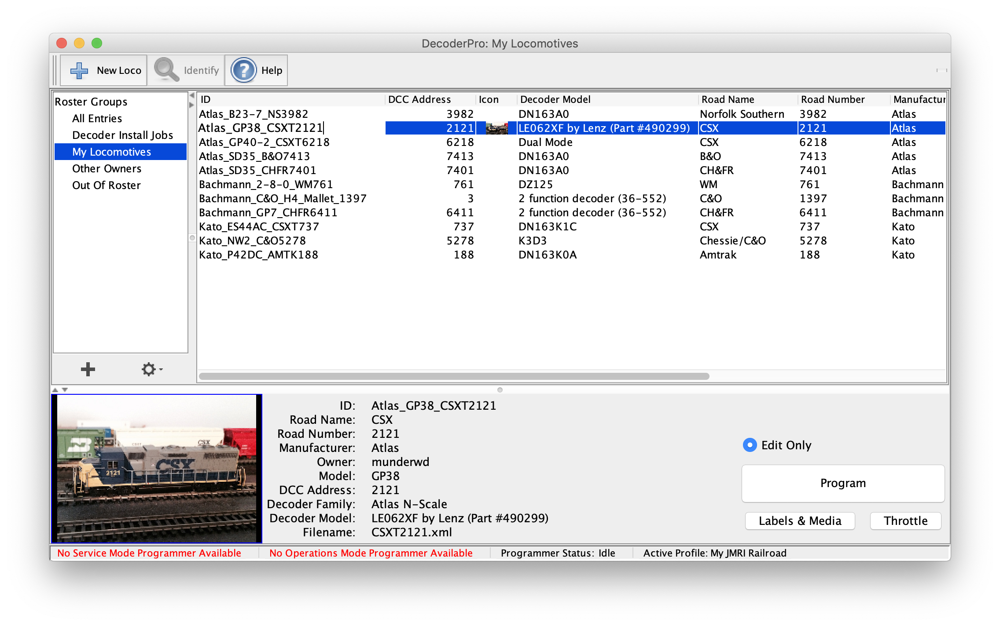 DecoderPro: My Locomotives
New Loco Identify Help
Roster Groups
All Entries
Decoder Install Jobs
My Locomotives
Other Owners
Out Of Roster
ID DCC Address Icon Decoder Model Road Name Road Number Manufactur
Atlas_B23-7_NS3982 3982 DN163A0 Norfolk Southern 3982 Atlas
Atlas_GP38_CSXT2121 2121 LE062XF by Lenz (Part #490299) CSX 2121 Atlas
Atlas_GP40-2_CSXT6218 6218 Dual Mode CSX 6218 Atlas
Atlas_SD35_B&O7413 7413 DN163A0 B&O 7413 Atlas
Atlas_SD35_CHFR7401 7401 DN163A0 CH&FR 7401 Atlas
Bachmann_2-8-0_WM761 761 DZ125 WM 761 Bachmann
Bachmann_C&O_H4_Mallet_1397 3 2 function decoder (36-552) C&O 1397 Bachmann
Bachmann_GP7_CHFR6411 6411 2 function decoder (36-552) CH&FR 6411 Bachmann
Kato_ES44AC_CSXT737 737 DN163K1C CSX 737 Kato
Kato_NW2_C&O5278 5278 K3D3 Chessie/C&O 5278 Kato
Kato_P42DC_AMTK188 188 DN163K0A Amtrak 188 Kato
CSX
CSXT
CSX
2121
ID: Atlas_GP38_CSXT2121
Road Name: CSX
Road Number: 2121
Manufacturer: Atlas
Owner: munderwd
Model: GP38
DCC Address: 2121
Decoder Family: Atlas N-Scale
Decoder Model: LE062XF by Lenz (Part #490299)
Filename: CSXT2121.xml
Edit Only
Program
Labels & Media Throttle
No Service Mode Programmer Available No Operations Mode Programmer Available Programmer Status: Idle Active Profile: My JMRI Railroad